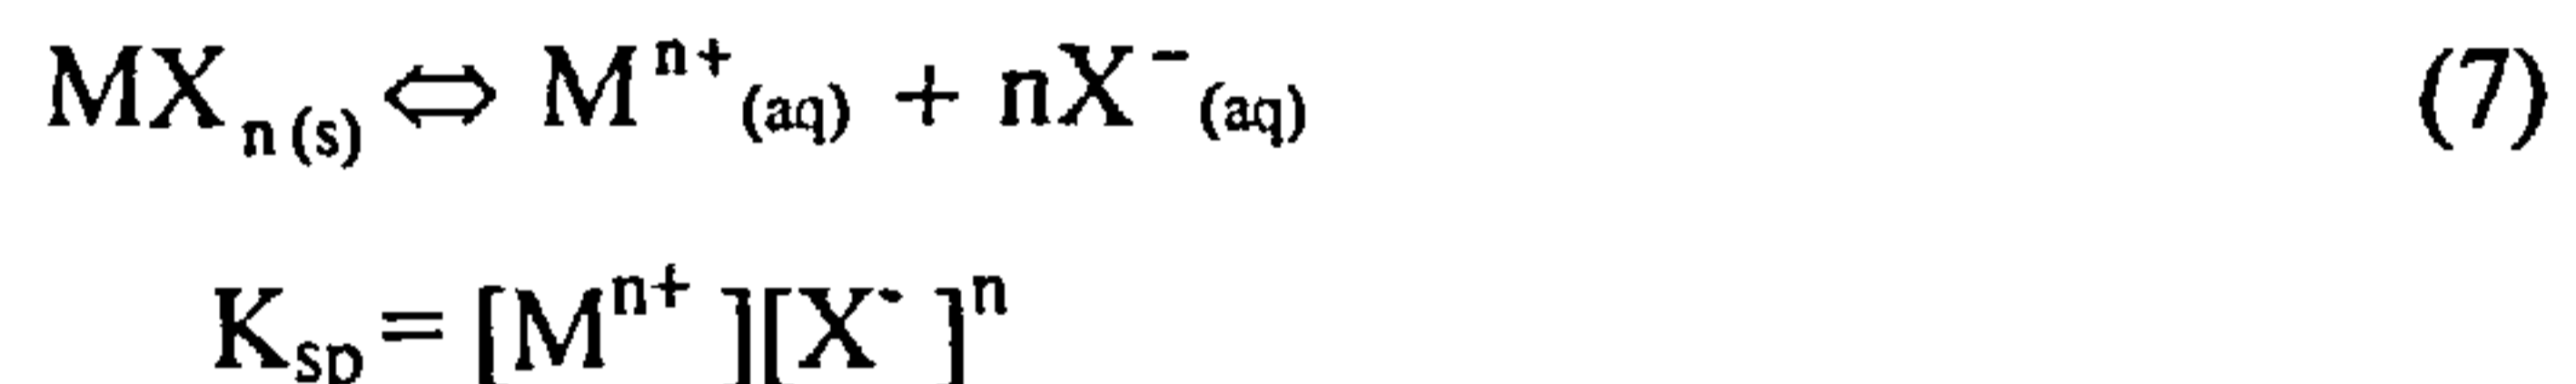 MXₙ₍ₛ₎ ⇔ Mⁿ⁺(aq) + nX⁻(aq) (7)
Kₛₚ = [Mⁿ⁺][X⁻]ⁿ